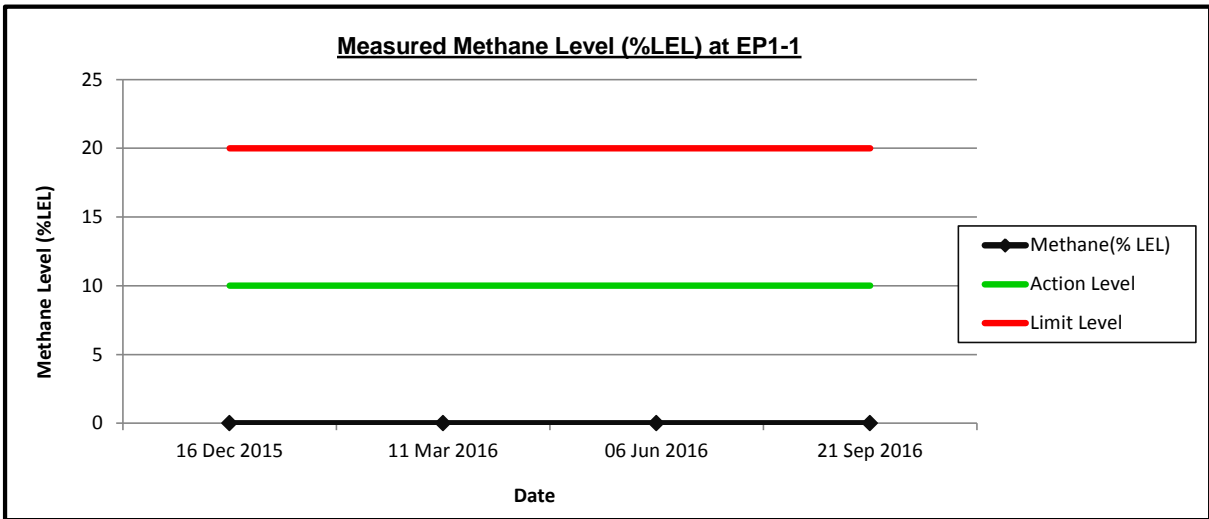 Measured Methane Level (%LEL) at EP1-1
25
20
15
10
5
0
Methane Level (%LEL)
16 Dec 2015
11 Mar 2016
06 Jun 2016
21 Sep 2016
Date
Methane(% LEL)
Action Level
Limit Level